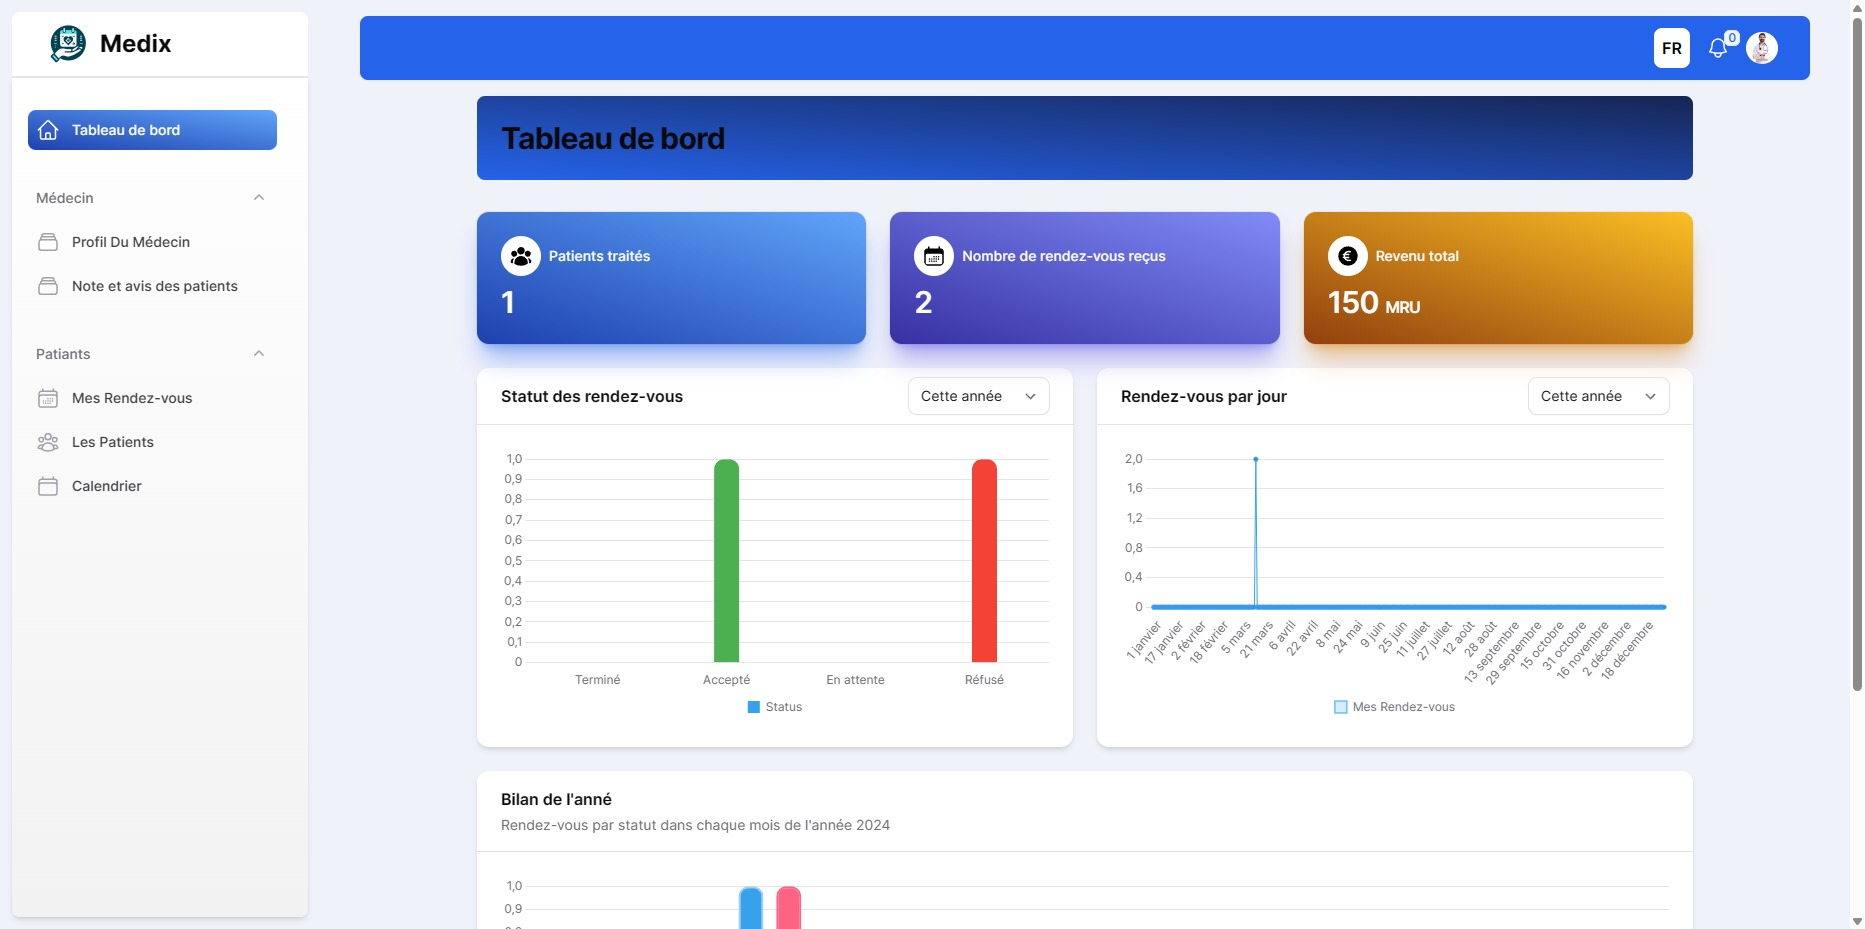 Medix
FR
0
Tableau de bord
Médecin
Profil Du Médecin
Note et avis des patients
Patiants
Mes Rendez-vous
Les Patients
Calendrier
Tableau de bord
Patients traités
1
Nombre de rendez-vous reçus
2
Revenu total
150 MRU
Statut des rendez-vous
Cette année
1,0
0,9
0,8
0,7
0,6
0,5
0,4
0,3
0,2
0,1
0
Terminé
Accepté
En attente
Réfusé
Status
Rendez-vous par jour
Cette année
2,0
1,6
1,2
0,8
0,4
0
1 janvier
17 janvier
2 février
18 février
5 mars
21 mars
6 avril
22 avril
8 mai
24 mai
9 juin
25 juin
11 juillet
27 juillet
12 août
28 août
13 septembre
29 septembre
15 octobre
31 octobre
16 novembre
2 décembre
18 décembre
Mes Rendez-vous
Bilan de l'anné
Rendez-vous par statut dans chaque mois de l'année 2024
1,0
0,9